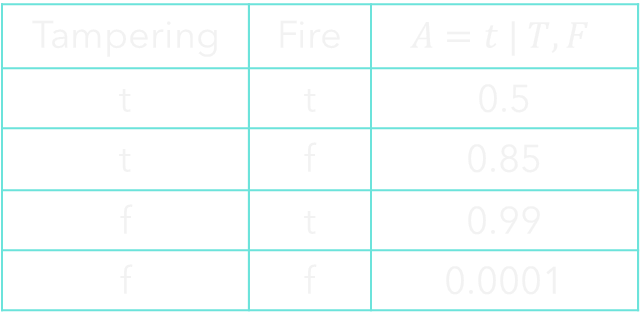 Tampering Fire A = t | T, F
t t 0.5
t f 0.85
f t 0.99
f f 0.0001